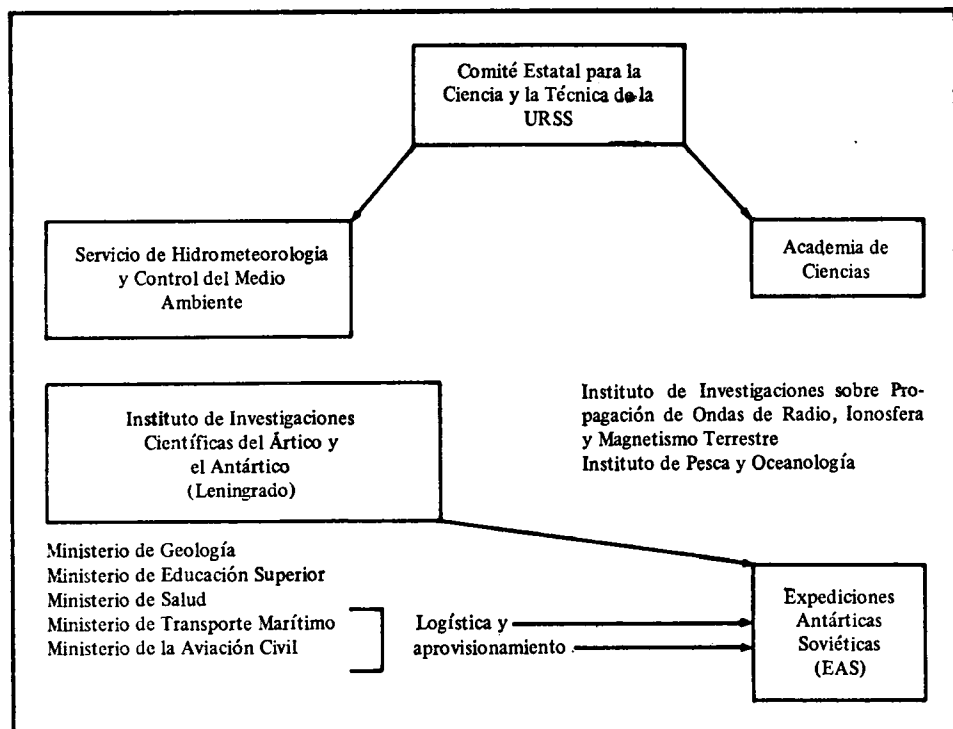 Comité Estatal para la
Ciencia y la Técnica de la
URSS
Servicio de Hidrometeorología
y Control del Medio
Ambiente
Academia de
Ciencias
Instituto de Investigaciones
Científicas del Ártico y
el Antártico
(Leningrado)
Instituto de Investigaciones sobre Pro-
pagación de Ondas de Radio, Ionosfera
y Magnetismo Terrestre
Instituto de Pesca y Oceanología
Ministerio de Geología
Ministerio de Educación Superior
Ministerio de Salud
Ministerio de Transporte Marítimo
Ministerio de la Aviación Civil
Logística y
aprovisionamiento
Expediciones
Antárticas
Soviéticas
(EAS)